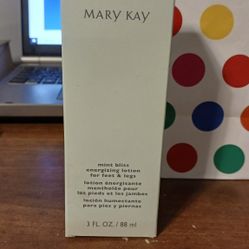 MARY KAY
mint bliss
energizing lotion
for feet & legs
lotion énergisante
mentholée pour
les pieds et les jambes
loción humectante
para pies y piernas
3 FL. OZ. / 88 ml